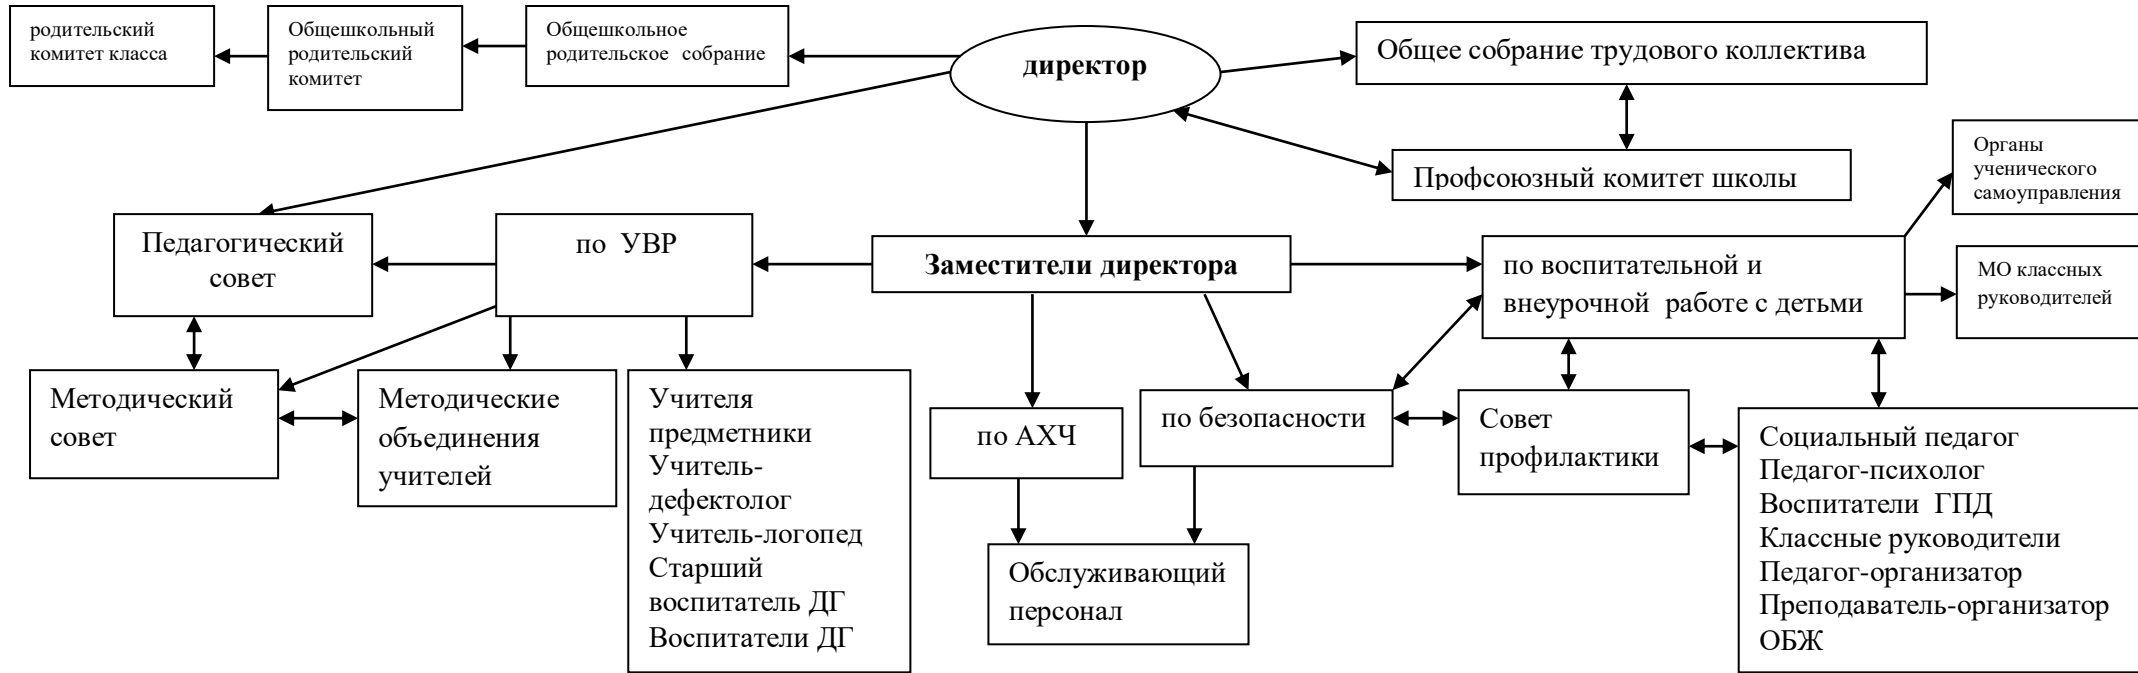 родительский
комитет класса
Общешкольный
родительский
комитет
Общешкольное
родительское собрание
директор
Общее собрание трудового коллектива
Профсоюзный комитет школы
Органы
ученического
самоуправления
Педагогический
совет
по УВР
Заместители директора
по воспитательной и
внеурочной работе с детьми
МО классных
руководителей
Методический
совет
Методические
объединения
учителей
Учителя
предметники
Учитель-
дефектолог
Учитель-логопед
Старший
воспитатель ДГ
Воспитатели ДГ
по АХЧ
по безопасности
Совет
профилактики
Социальный педагог
Педагог-психолог
Воспитатели ГПД
Классные руководители
Педагог-организатор
Преподаватель-организатор
ОБЖ
Обслуживающий
персонал